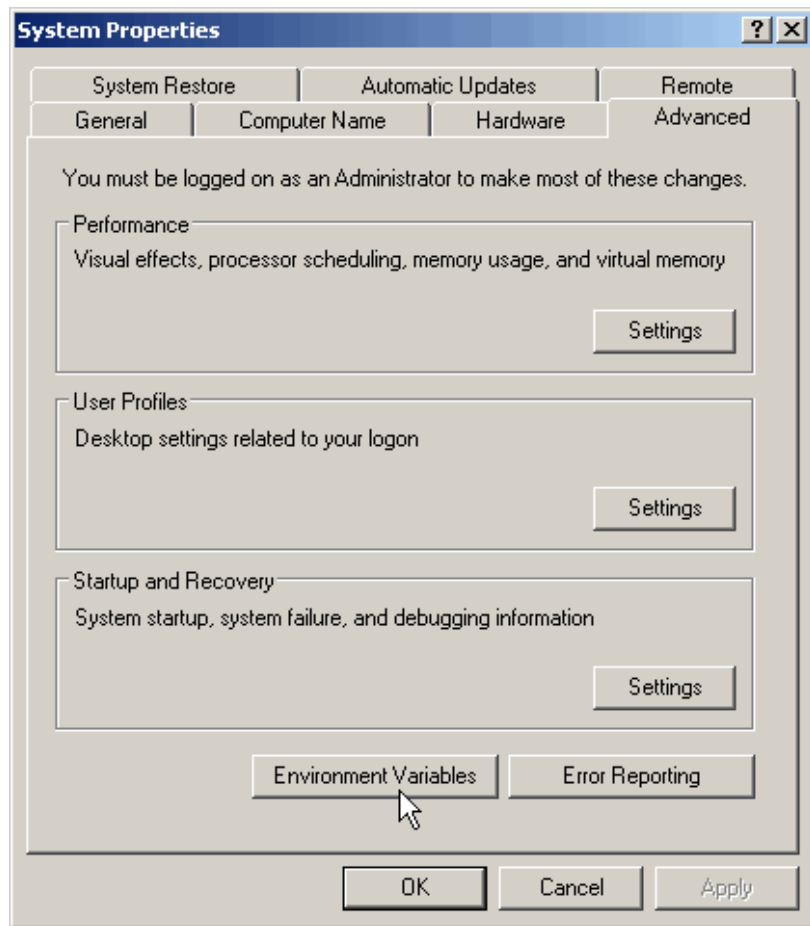 System Properties
System Restore Automatic Updates Remote
General Computer Name Hardware Advanced
You must be logged on as an Administrator to make most of these changes.
Performance
Visual effects, processor scheduling, memory usage, and virtual memory
Settings
User Profiles
Desktop settings related to your logon
Settings
Startup and Recovery
System startup, system failure, and debugging information
Settings
Environment Variables Error Reporting
OK Cancel Apply